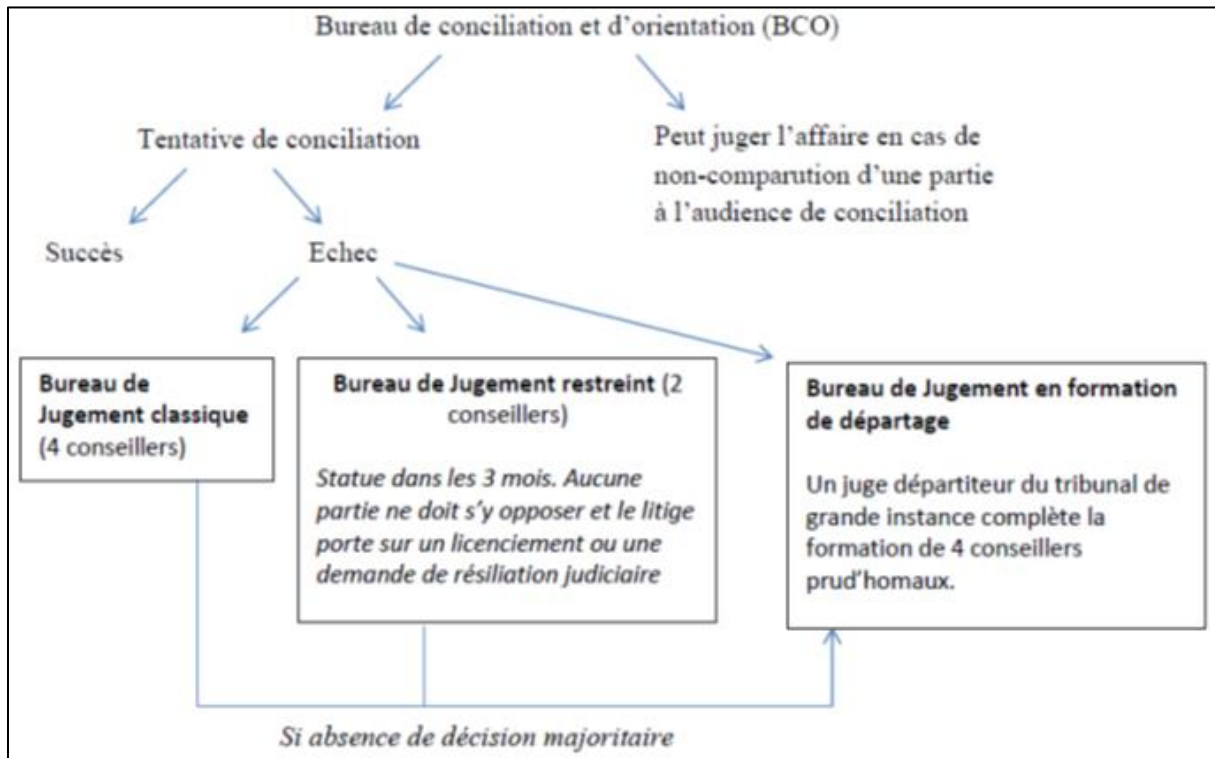 Bureau de conciliation et d'orientation (BCO)
Tentative de conciliation
Peut juger l'affaire en cas de
non-comparution d'une partie
à l'audience de conciliation
Succès
Echec
Bureau de
Jugement classique
(4 conseillers)
Bureau de Jugement restreint (2
conseillers)
Statue dans les 3 mois. Aucune
partie ne doit s'y opposer et le litige
porte sur un licenciement ou une
demande de résiliation judiciaire
Bureau de Jugement en formation
de départage
Un juge départiteur du tribunal de
grande instance complète la
formation de 4 conseillers
prud'homaux.
Si absence de décision majoritaire